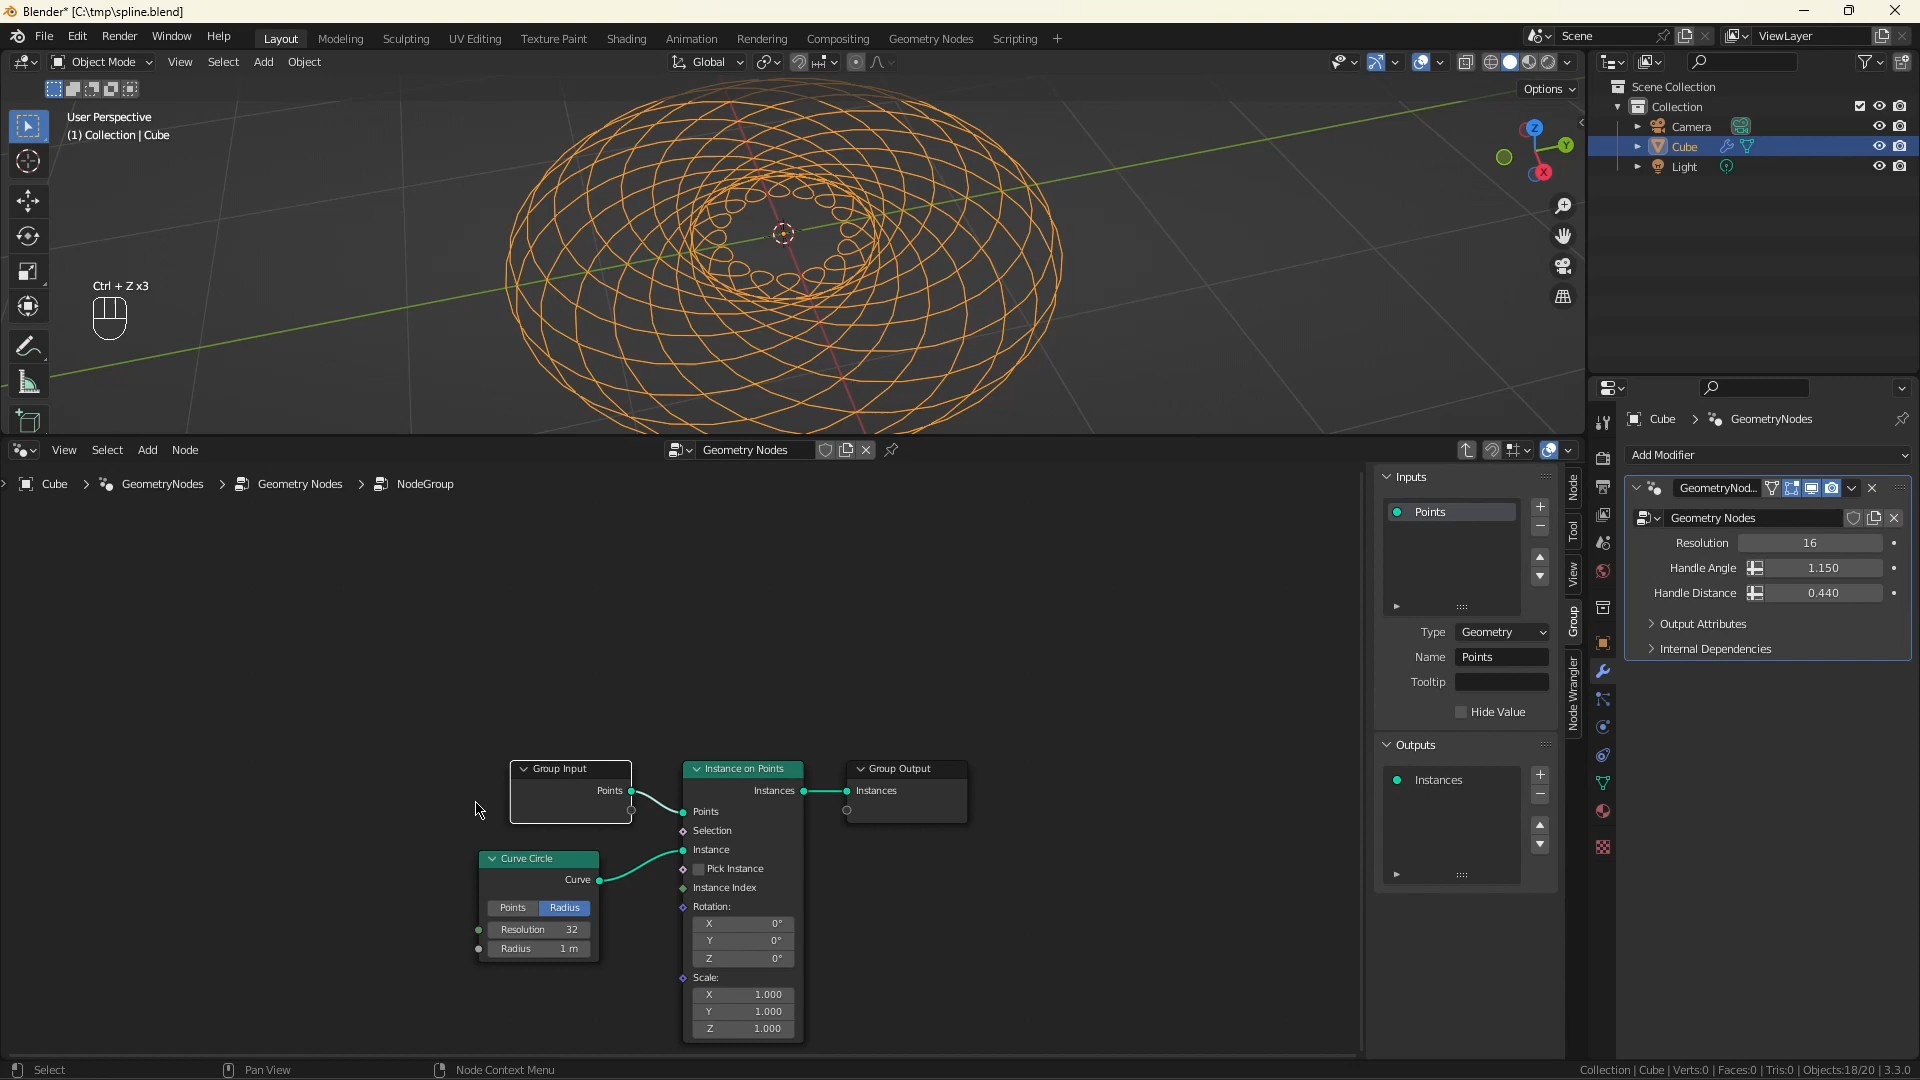 Blender* [C:\tmp\spline.blend]
File Edit Render Window Help
Layout Modeling Sculpting UV Editing Texture Paint Shading Animation Rendering Compositing Geometry Nodes Scripting +
Scene
ViewLayer
Object Mode
View Select Add Object
Global
Options
User Perspective
(1) Collection | Cube
Z
Y
X
Ctrl + Z x3
Scene Collection
Collection
Camera
Cube
Light
View Select Add Node
Geometry Nodes
Cube > GeometryNodes > Geometry Nodes > NodeGroup
Group Input
Points
Curve Circle
Curve
Points Radius
Resolution 32
Radius 1 m
Instance on Points
Instances
Points
Selection
Instance
Pick Instance
Instance Index
Rotation:
X 0°
Y 0°
Z 0°
Scale:
X 1.000
Y 1.000
Z 1.000
Group Output
Instances
Inputs
Points
Type Geometry
Name Points
Tooltip
Hide Value
Outputs
Instances
Node
Tool
View
Group
Node Wrangler
Cube > GeometryNodes
Add Modifier
GeometryNod...
Geometry Nodes
Resolution 16
Handle Angle 1.150
Handle Distance 0.440
Output Attributes
Internal Dependencies
Select
Pan View
Node Context Menu
Collection | Cube | Verts:0 | Faces:0 | Tris:0 | Objects:18/20 | 3.3.0